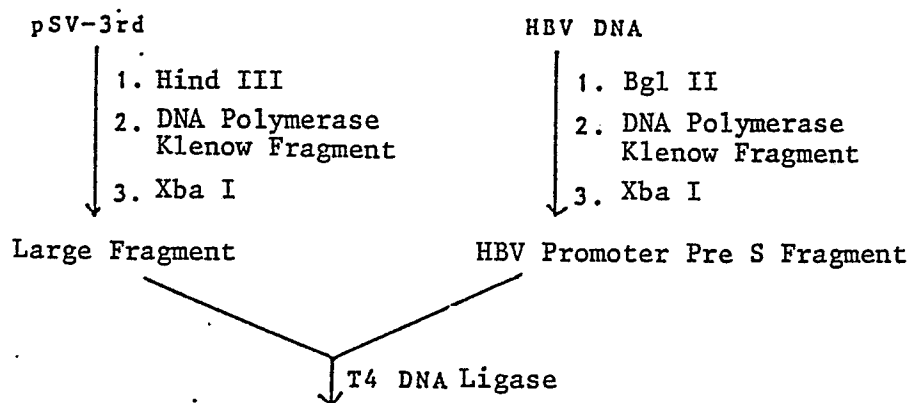 pSV-3rd
HBV DNA
1. Hind III
2. DNA Polymerase
Klenow Fragment
3. Xba I
1. Bgl II
2. DNA Polymerase
Klenow Fragment
3. Xba I
Large Fragment
HBV Promoter Pre S Fragment
T4 DNA Ligase